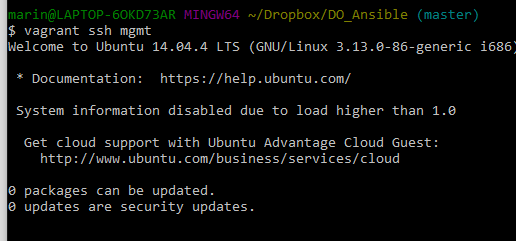 marin@LAPTOP-6OKD73AR MINGW64 ~/Dropbox/DO_Ansible (master)
$ vagrant ssh mgmt
Welcome to Ubuntu 14.04.4 LTS (GNU/Linux 3.13.0-86-generic i686)
* Documentation:  https://help.ubuntu.com/
System information disabled due to load higher than 1.0
Get cloud support with Ubuntu Advantage Cloud Guest:
http://www.ubuntu.com/business/services/cloud
0 packages can be updated.
0 updates are security updates.